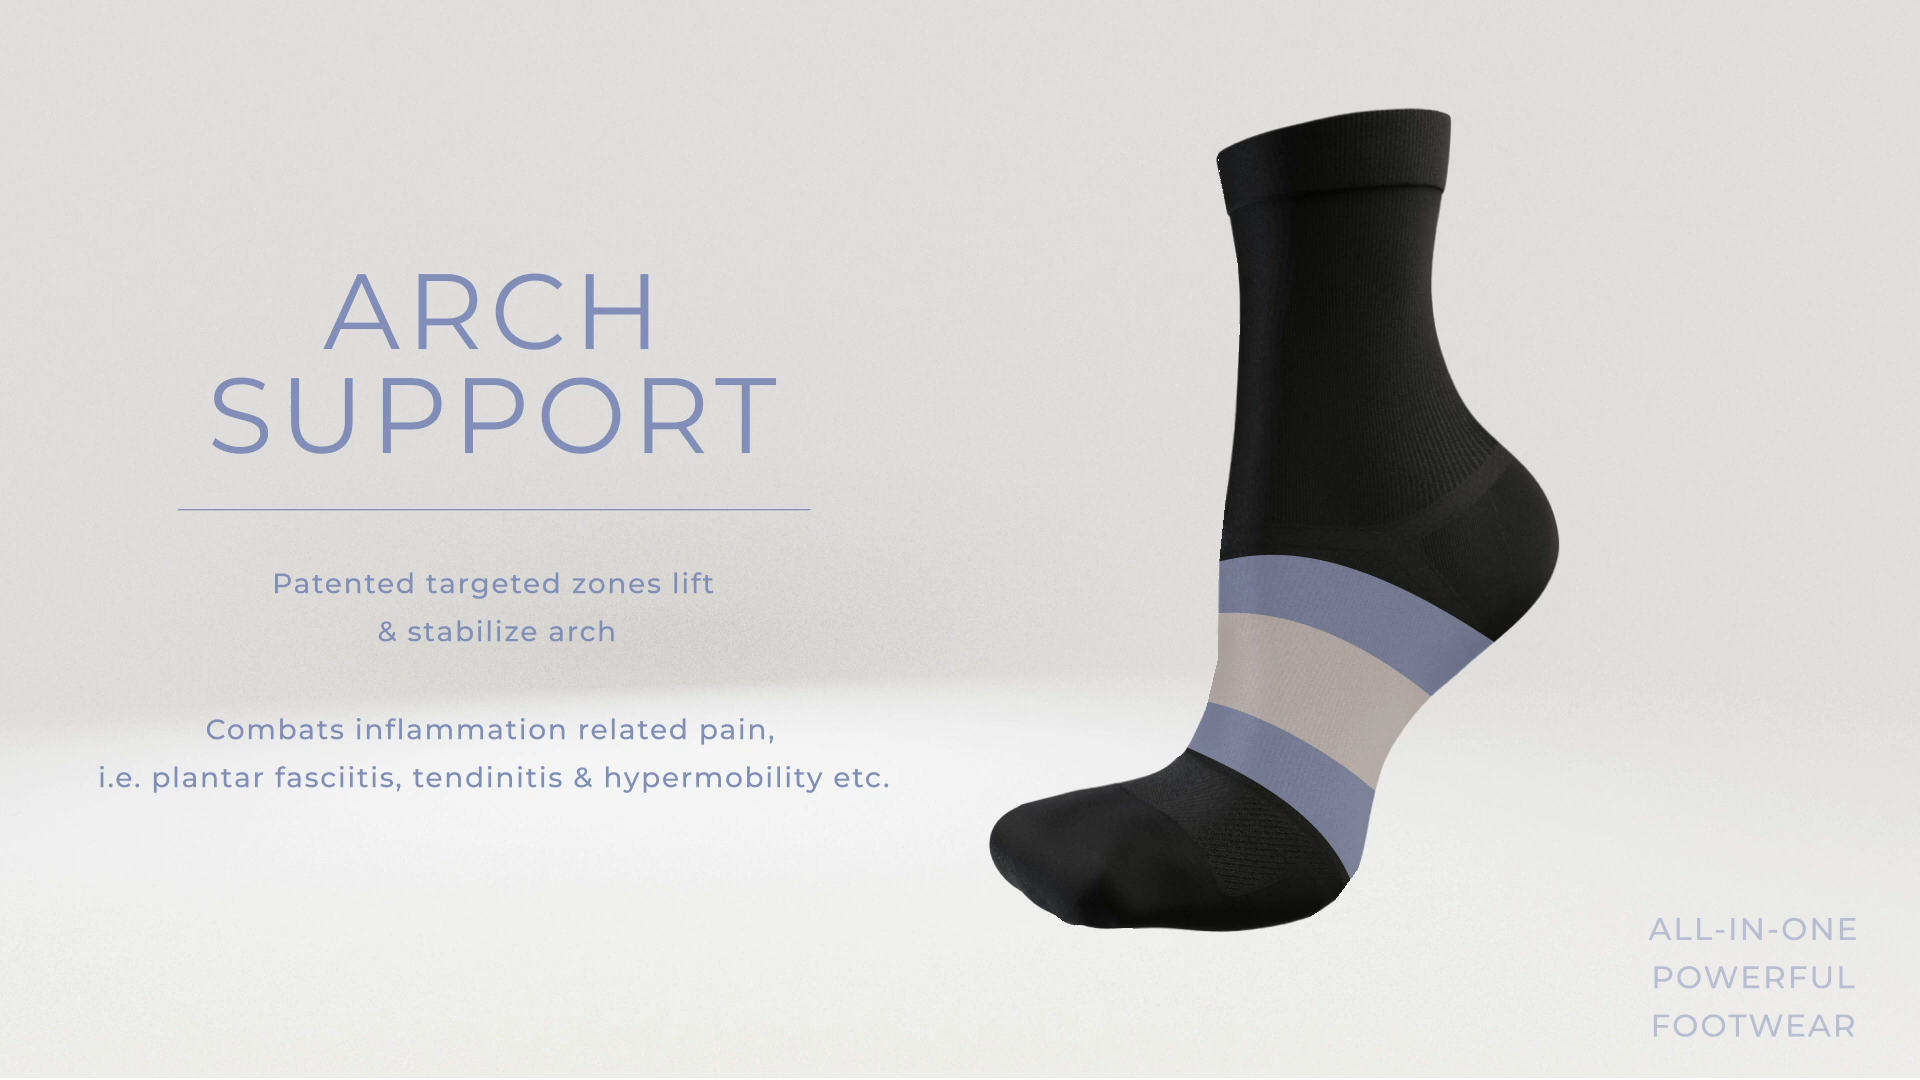 ARCH
SUPPORT
Patented targeted zones lift
& stabilize arch
Combats inflammation related pain,
i.e. plantar fasciitis, tendinitis & hypermobility etc.
ALL-IN-ONE
POWERFUL
FOOTWEAR